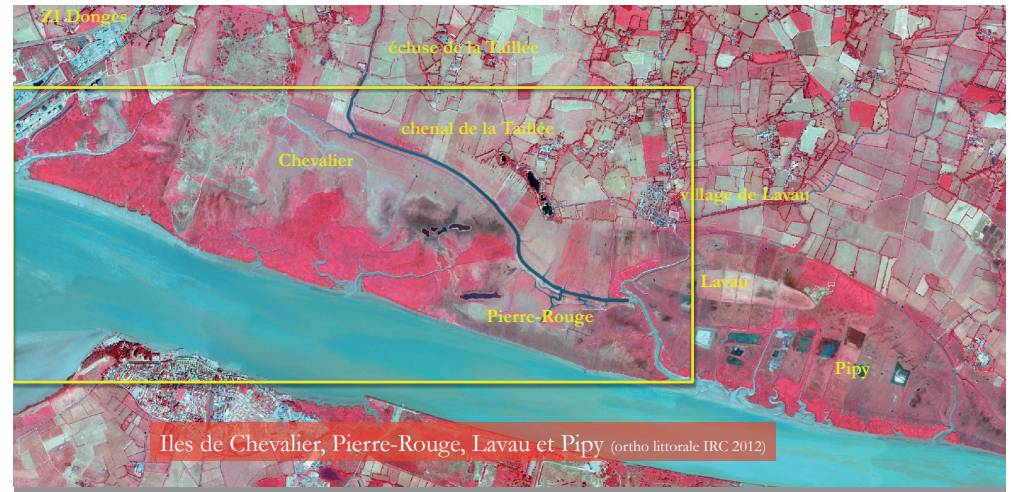 ZI Donges
écluse de la Taillée
chenal de la Taillée
Chevalier
village de Lavau
Lavau
Pierre-Rouge
Pipy
Iles de Chevalier, Pierre-Rouge, Lavau et Pipy (ortho littorale IRC 2012)